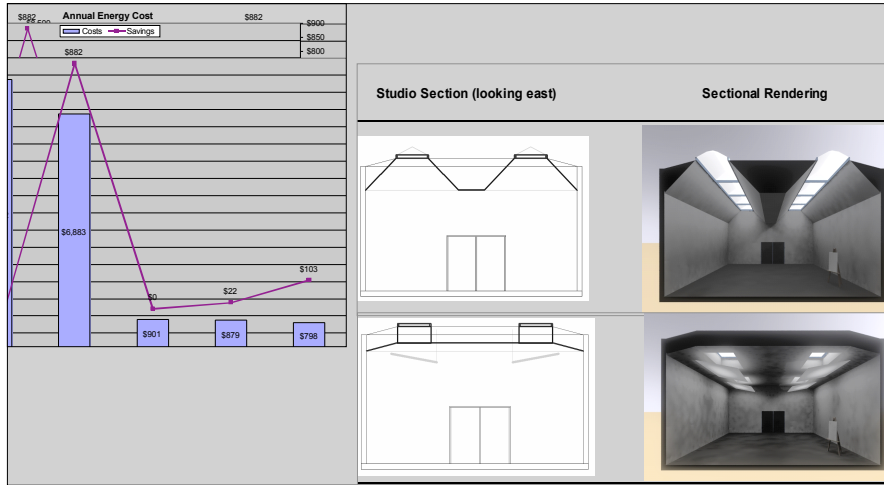 $882
Annual Energy Cost
$882
$900
Costs
Savings
$850
$882
$800
$6,883
$0
$22
$103
$901
$879
$798
Studio Section (looking east)
Sectional Rendering